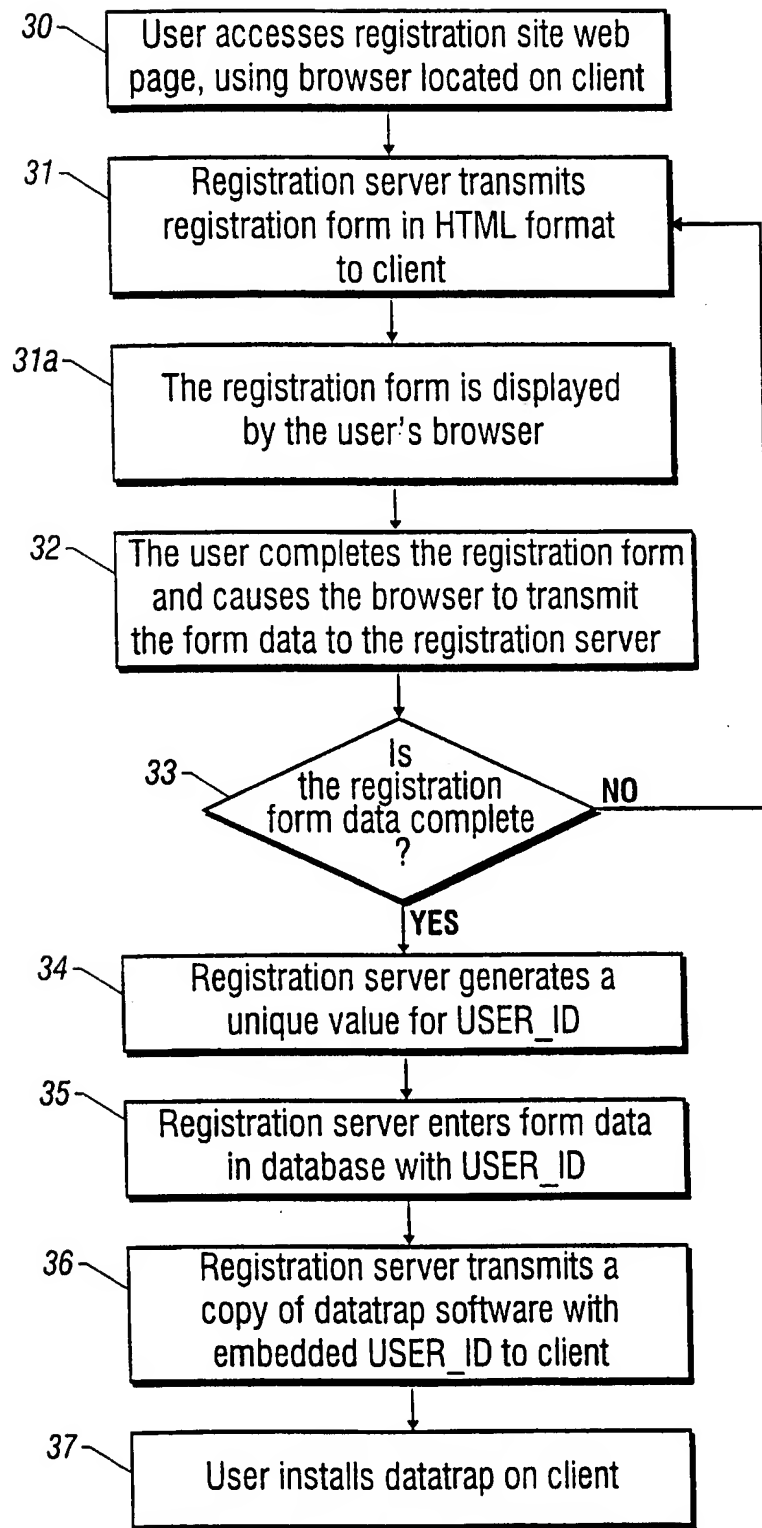 30
User accesses registration site web
page, using browser located on client
31
Registration server transmits
registration form in HTML format
to client
31a
The registration form is displayed
by the user's browser
32
The user completes the registration form
and causes the browser to transmit
the form data to the registration server
33
Is
the registration
form data complete
?
NO
YES
34
Registration server generates a
unique value for USER_ID
35
Registration server enters form data
in database with USER_ID
36
Registration server transmits a
copy of datatrap software with
embedded USER_ID to client
37
User installs datatrap on client